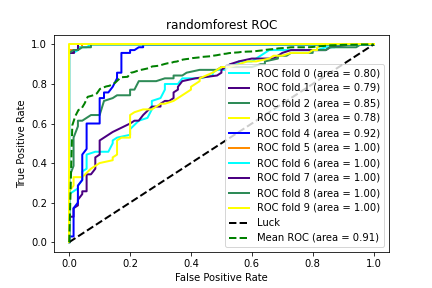 randomforest ROC
True Positive Rate
1.0
0.8
0.6
0.4
0.2
0.0
ROC fold 0 (area = 0.80)
ROC fold 1 (area = 0.79)
ROC fold 2 (area = 0.85)
ROC fold 3 (area = 0.78)
ROC fold 4 (area = 0.92)
ROC fold 5 (area = 1.00)
ROC fold 6 (area = 1.00)
ROC fold 7 (area = 1.00)
ROC fold 8 (area = 1.00)
ROC fold 9 (area = 1.00)
Luck
Mean ROC (area = 0.91)
0.0 0.2 0.4 0.6 0.8 1.0
False Positive Rate